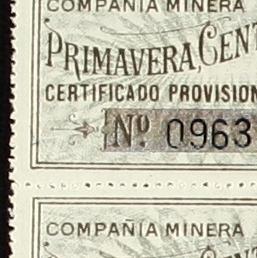 COMPAÑIA MINERA
PRIMAVERA, CENT
CERTIFICADO PROVISION
Nº 0963
COMPAÑIA MINERA